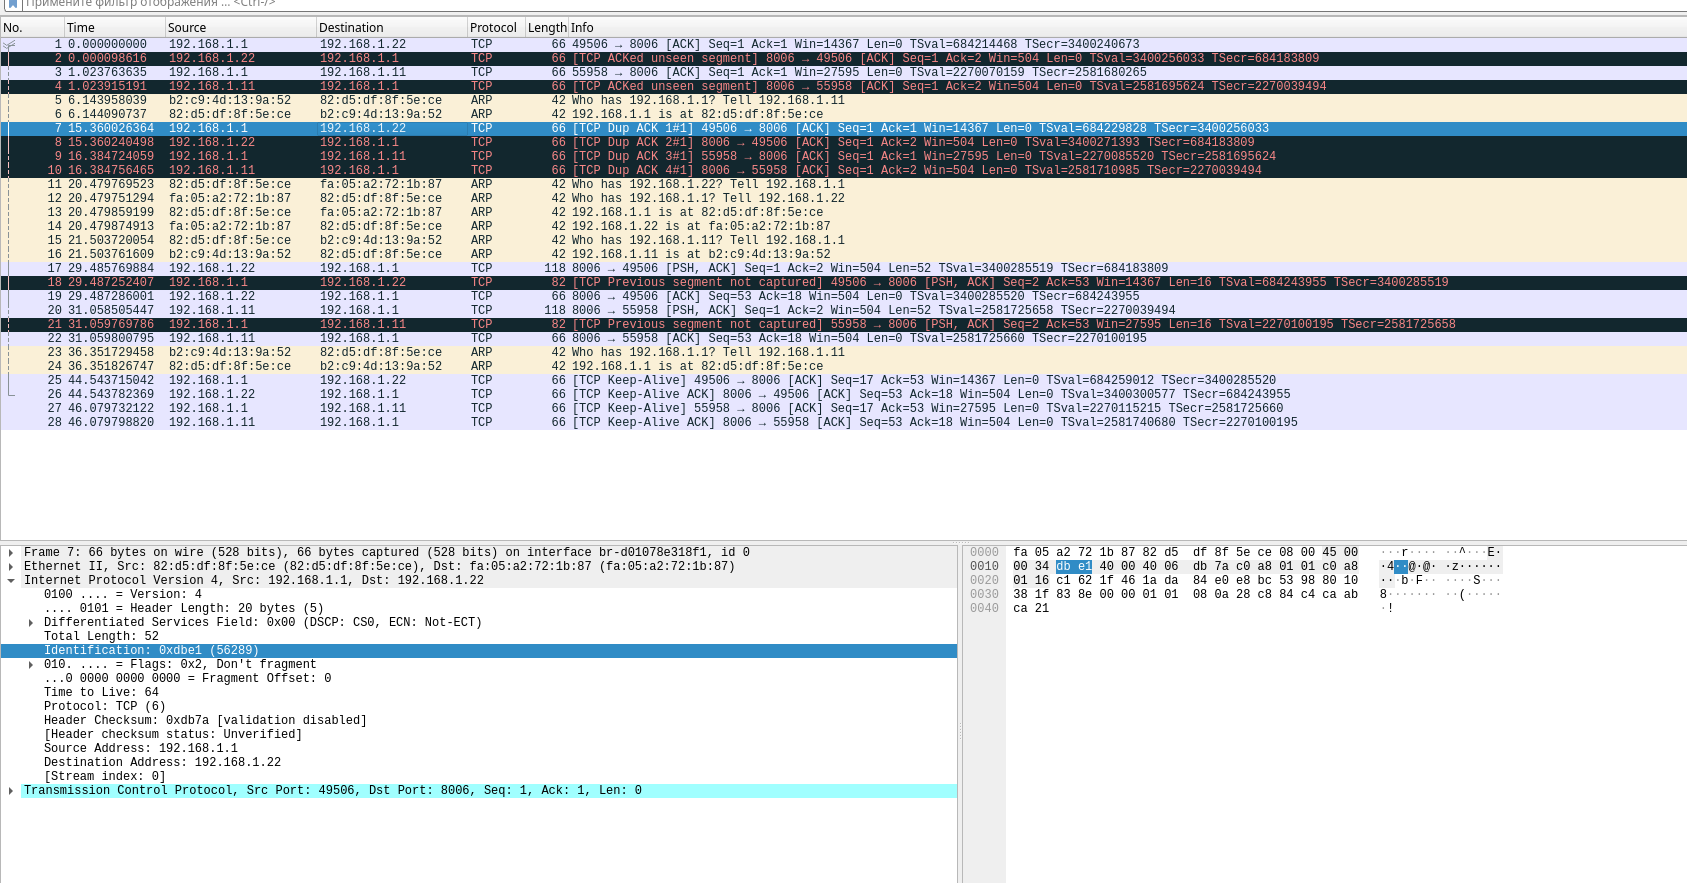 Примените фильтр отображения ... <Ctrl-/>
No. Time Source Destination Protocol Length Info
1 0.000000000 192.168.1.1 192.168.1.22 TCP 66 49506 → 8006 [ACK] Seq=1 Ack=1 Win=14367 Len=0 TSval=684214468 TSecr=3400240673
2 0.000098616 192.168.1.22 192.168.1.1 TCP 66 [TCP ACKed unseen segment] 8006 → 49506 [ACK] Seq=1 Ack=2 Win=504 Len=0 TSval=3400256033 TSecr=684183809
3 1.023763635 192.168.1.1 192.168.1.11 TCP 66 55958 → 8006 [ACK] Seq=1 Ack=1 Win=27595 Len=0 TSval=2270070159 TSecr=2581680265
4 1.023915191 192.168.1.11 192.168.1.1 TCP 66 [TCP ACKed unseen segment] 8006 → 55958 [ACK] Seq=1 Ack=2 Win=504 Len=0 TSval=2581695624 TSecr=2270039494
5 6.143958039 b2:c9:4d:13:9a:52 82:d5:df:8f:5e:ce ARP 42 Who has 192.168.1.1? Tell 192.168.1.11
6 6.144090737 82:d5:df:8f:5e:ce b2:c9:4d:13:9a:52 ARP 42 192.168.1.1 is at 82:d5:df:8f:5e:ce
7 15.360026364 192.168.1.1 192.168.1.22 TCP 66 [TCP Dup ACK 1#1] 49506 → 8006 [ACK] Seq=1 Ack=1 Win=14367 Len=0 TSval=684229828 TSecr=3400256033
8 15.360240498 192.168.1.22 192.168.1.1 TCP 66 [TCP Dup ACK 2#1] 8006 → 49506 [ACK] Seq=1 Ack=2 Win=504 Len=0 TSval=3400271393 TSecr=684183809
9 16.384724059 192.168.1.1 192.168.1.11 TCP 66 [TCP Dup ACK 3#1] 55958 → 8006 [ACK] Seq=1 Ack=1 Win=27595 Len=0 TSval=2270085520 TSecr=2581695624
10 16.384756465 192.168.1.11 192.168.1.1 TCP 66 [TCP Dup ACK 4#1] 8006 → 55958 [ACK] Seq=1 Ack=2 Win=504 Len=0 TSval=2581710985 TSecr=2270039494
11 20.479769523 82:d5:df:8f:5e:ce fa:05:a2:72:1b:87 ARP 42 Who has 192.168.1.22? Tell 192.168.1.1
12 20.479751294 fa:05:a2:72:1b:87 82:d5:df:8f:5e:ce ARP 42 Who has 192.168.1.1? Tell 192.168.1.22
13 20.479859199 82:d5:df:8f:5e:ce fa:05:a2:72:1b:87 ARP 42 192.168.1.1 is at 82:d5:df:8f:5e:ce
14 20.479874913 fa:05:a2:72:1b:87 82:d5:df:8f:5e:ce ARP 42 192.168.1.22 is at fa:05:a2:72:1b:87
15 21.503720054 82:d5:df:8f:5e:ce b2:c9:4d:13:9a:52 ARP 42 Who has 192.168.1.11? Tell 192.168.1.1
16 21.503761609 b2:c9:4d:13:9a:52 82:d5:df:8f:5e:ce ARP 42 192.168.1.11 is at b2:c9:4d:13:9a:52
17 29.485769884 192.168.1.22 192.168.1.1 TCP 118 8006 → 49506 [PSH, ACK] Seq=1 Ack=2 Win=504 Len=52 TSval=3400285519 TSecr=684183809
18 29.487252407 192.168.1.1 192.168.1.22 TCP 82 [TCP Previous segment not captured] 49506 → 8006 [PSH, ACK] Seq=2 Ack=53 Win=14367 Len=16 TSval=684243955 TSecr=3400285519
19 29.487286001 192.168.1.22 192.168.1.1 TCP 66 8006 → 49506 [ACK] Seq=53 Ack=18 Win=504 Len=0 TSval=3400285520 TSecr=684243955
20 31.058505447 192.168.1.11 192.168.1.1 TCP 118 8006 → 55958 [PSH, ACK] Seq=1 Ack=2 Win=504 Len=52 TSval=2581725658 TSecr=2270039494
21 31.059769786 192.168.1.1 192.168.1.11 TCP 82 [TCP Previous segment not captured] 55958 → 8006 [PSH, ACK] Seq=2 Ack=53 Win=27595 Len=16 TSval=2270100195 TSecr=2581725658
22 31.059800795 192.168.1.11 192.168.1.1 TCP 66 8006 → 55958 [ACK] Seq=53 Ack=18 Win=504 Len=0 TSval=2581725660 TSecr=2270100195
23 36.351729458 b2:c9:4d:13:9a:52 82:d5:df:8f:5e:ce ARP 42 Who has 192.168.1.1? Tell 192.168.1.11
24 36.351826747 82:d5:df:8f:5e:ce b2:c9:4d:13:9a:52 ARP 42 192.168.1.1 is at 82:d5:df:8f:5e:ce
25 44.543715042 192.168.1.1 192.168.1.22 TCP 66 [TCP Keep-Alive] 49506 → 8006 [ACK] Seq=17 Ack=53 Win=14367 Len=0 TSval=684259012 TSecr=3400285520
26 44.543782369 192.168.1.22 192.168.1.1 TCP 66 [TCP Keep-Alive ACK] 8006 → 49506 [ACK] Seq=53 Ack=18 Win=504 Len=0 TSval=3400300577 TSecr=684243955
27 46.079732122 192.168.1.1 192.168.1.11 TCP 66 [TCP Keep-Alive] 55958 → 8006 [ACK] Seq=17 Ack=53 Win=27595 Len=0 TSval=2270115215 TSecr=2581725660
28 46.079798820 192.168.1.11 192.168.1.1 TCP 66 [TCP Keep-Alive ACK] 8006 → 55958 [ACK] Seq=53 Ack=18 Win=504 Len=0 TSval=2581740680 TSecr=2270100195
Frame 7: 66 bytes on wire (528 bits), 66 bytes captured (528 bits) on interface br-d01078e318f1, id 0
Ethernet II, Src: 82:d5:df:8f:5e:ce (82:d5:df:8f:5e:ce), Dst: fa:05:a2:72:1b:87 (fa:05:a2:72:1b:87)
Internet Protocol Version 4, Src: 192.168.1.1, Dst: 192.168.1.22
0100 .... = Version: 4
.... 0101 = Header Length: 20 bytes (5)
Differentiated Services Field: 0x00 (DSCP: CS0, ECN: Not-ECT)
Total Length: 52
Identification: 0xdbe1 (56289)
010. .... = Flags: 0x2, Don't fragment
...0 0000 0000 0000 = Fragment Offset: 0
Time to Live: 64
Protocol: TCP (6)
Header Checksum: 0xdb7a [validation disabled]
[Header checksum status: Unverified]
Source Address: 192.168.1.1
Destination Address: 192.168.1.22
[Stream index: 0]
Transmission Control Protocol, Src Port: 49506, Dst Port: 8006, Seq: 1, Ack: 1, Len: 0
0000 fa 05 a2 72 1b 87 82 d5 df 8f 5e ce 08 00 45 00 ···r···· ··^···E·
0010 00 34 db e1 40 00 40 06 db 7a c0 a8 01 01 c0 a8 ·4··@·@· ·z······
0020 01 16 c1 62 1f 46 1a da 84 e0 e8 bc 53 98 80 10 ···b·F·· ····S···
0030 38 1f 83 8e 00 00 01 01 08 0a 28 c8 84 c4 ca ab 8······· ··(·····
0040 ca 21 ·!